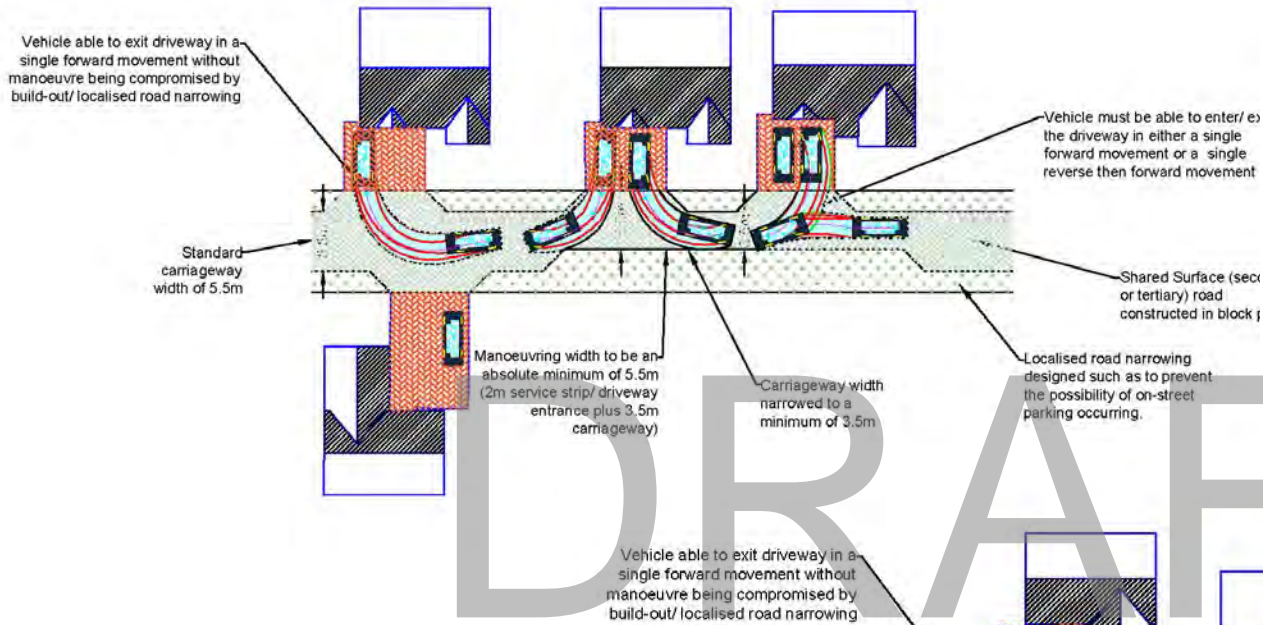 Vehicle able to exit driveway in a
single forward movement without
manoeuvre being compromised by
build-out/ localised road narrowing
Vehicle must be able to enter/
the driveway in either a single
forward movement or a single
reverse then forward movement
Standard
carriageway
width of 5.5m
Shared Surface
or tertiary) road
constructed in block
Manoeuvring width to be an
absolute minimum of 5.5m
(2m service strip/ driveway
entrance plus 3.5m
carriageway)
Carriageway width
narrowed to a
minimum of 3.5m
Localised road narrowing
designed such as to prevent
the possibility of on-street
parking occurring.
Vehicle able to exit driveway in a
single forward movement without
manoeuvre being compromised by
build-out/ localised road narrowing
DRAF